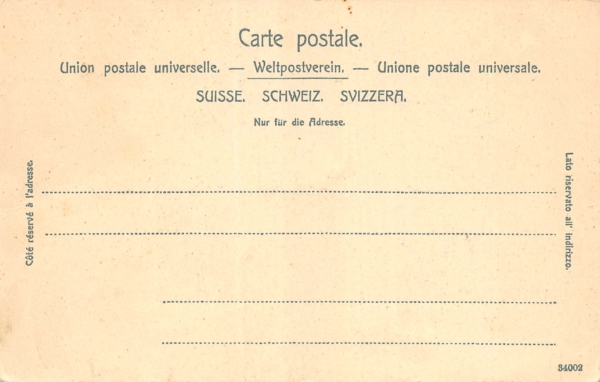 Carte postale.
Union postale universelle. — Weltpostverein. — Unione postale universale.
SUISSE. SCHWEIZ. SVIZZERA.
Nur für die Adresse.
Côté réservé à l'adresse.
Lato riservato all' indirizzo.
34002